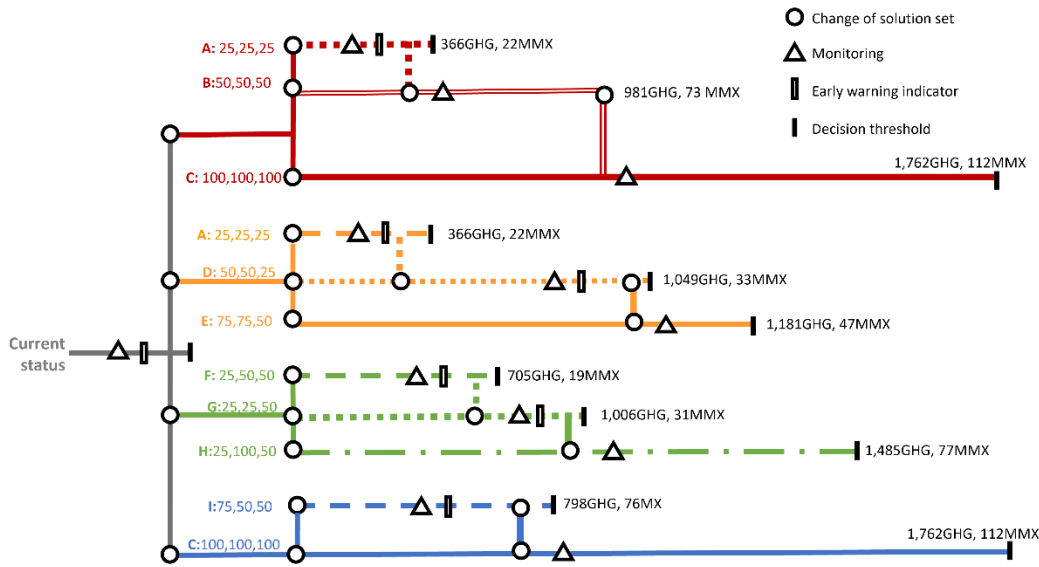 Change of solution set
Monitoring
Early warning indicator
Decision threshold
A: 25,25,25
366GHG, 22MMX
B:50,50,50
981GHG, 73 MMX
C: 100,100,100
1,762GHG, 112MMX
A: 25,25,25
366GHG, 22MMX
D: 50,50,25
1,049GHG, 33MMX
E: 75,75,50
1,181GHG, 47MMX
Current
status
F: 25,50,50
705GHG, 19MMX
G:25,25,50
1,006GHG, 31MMX
H:25,100,50
1,485GHG, 77MMX
I:75,50,50
798GHG, 76MX
C:100,100,100
1,762GHG, 112MMX